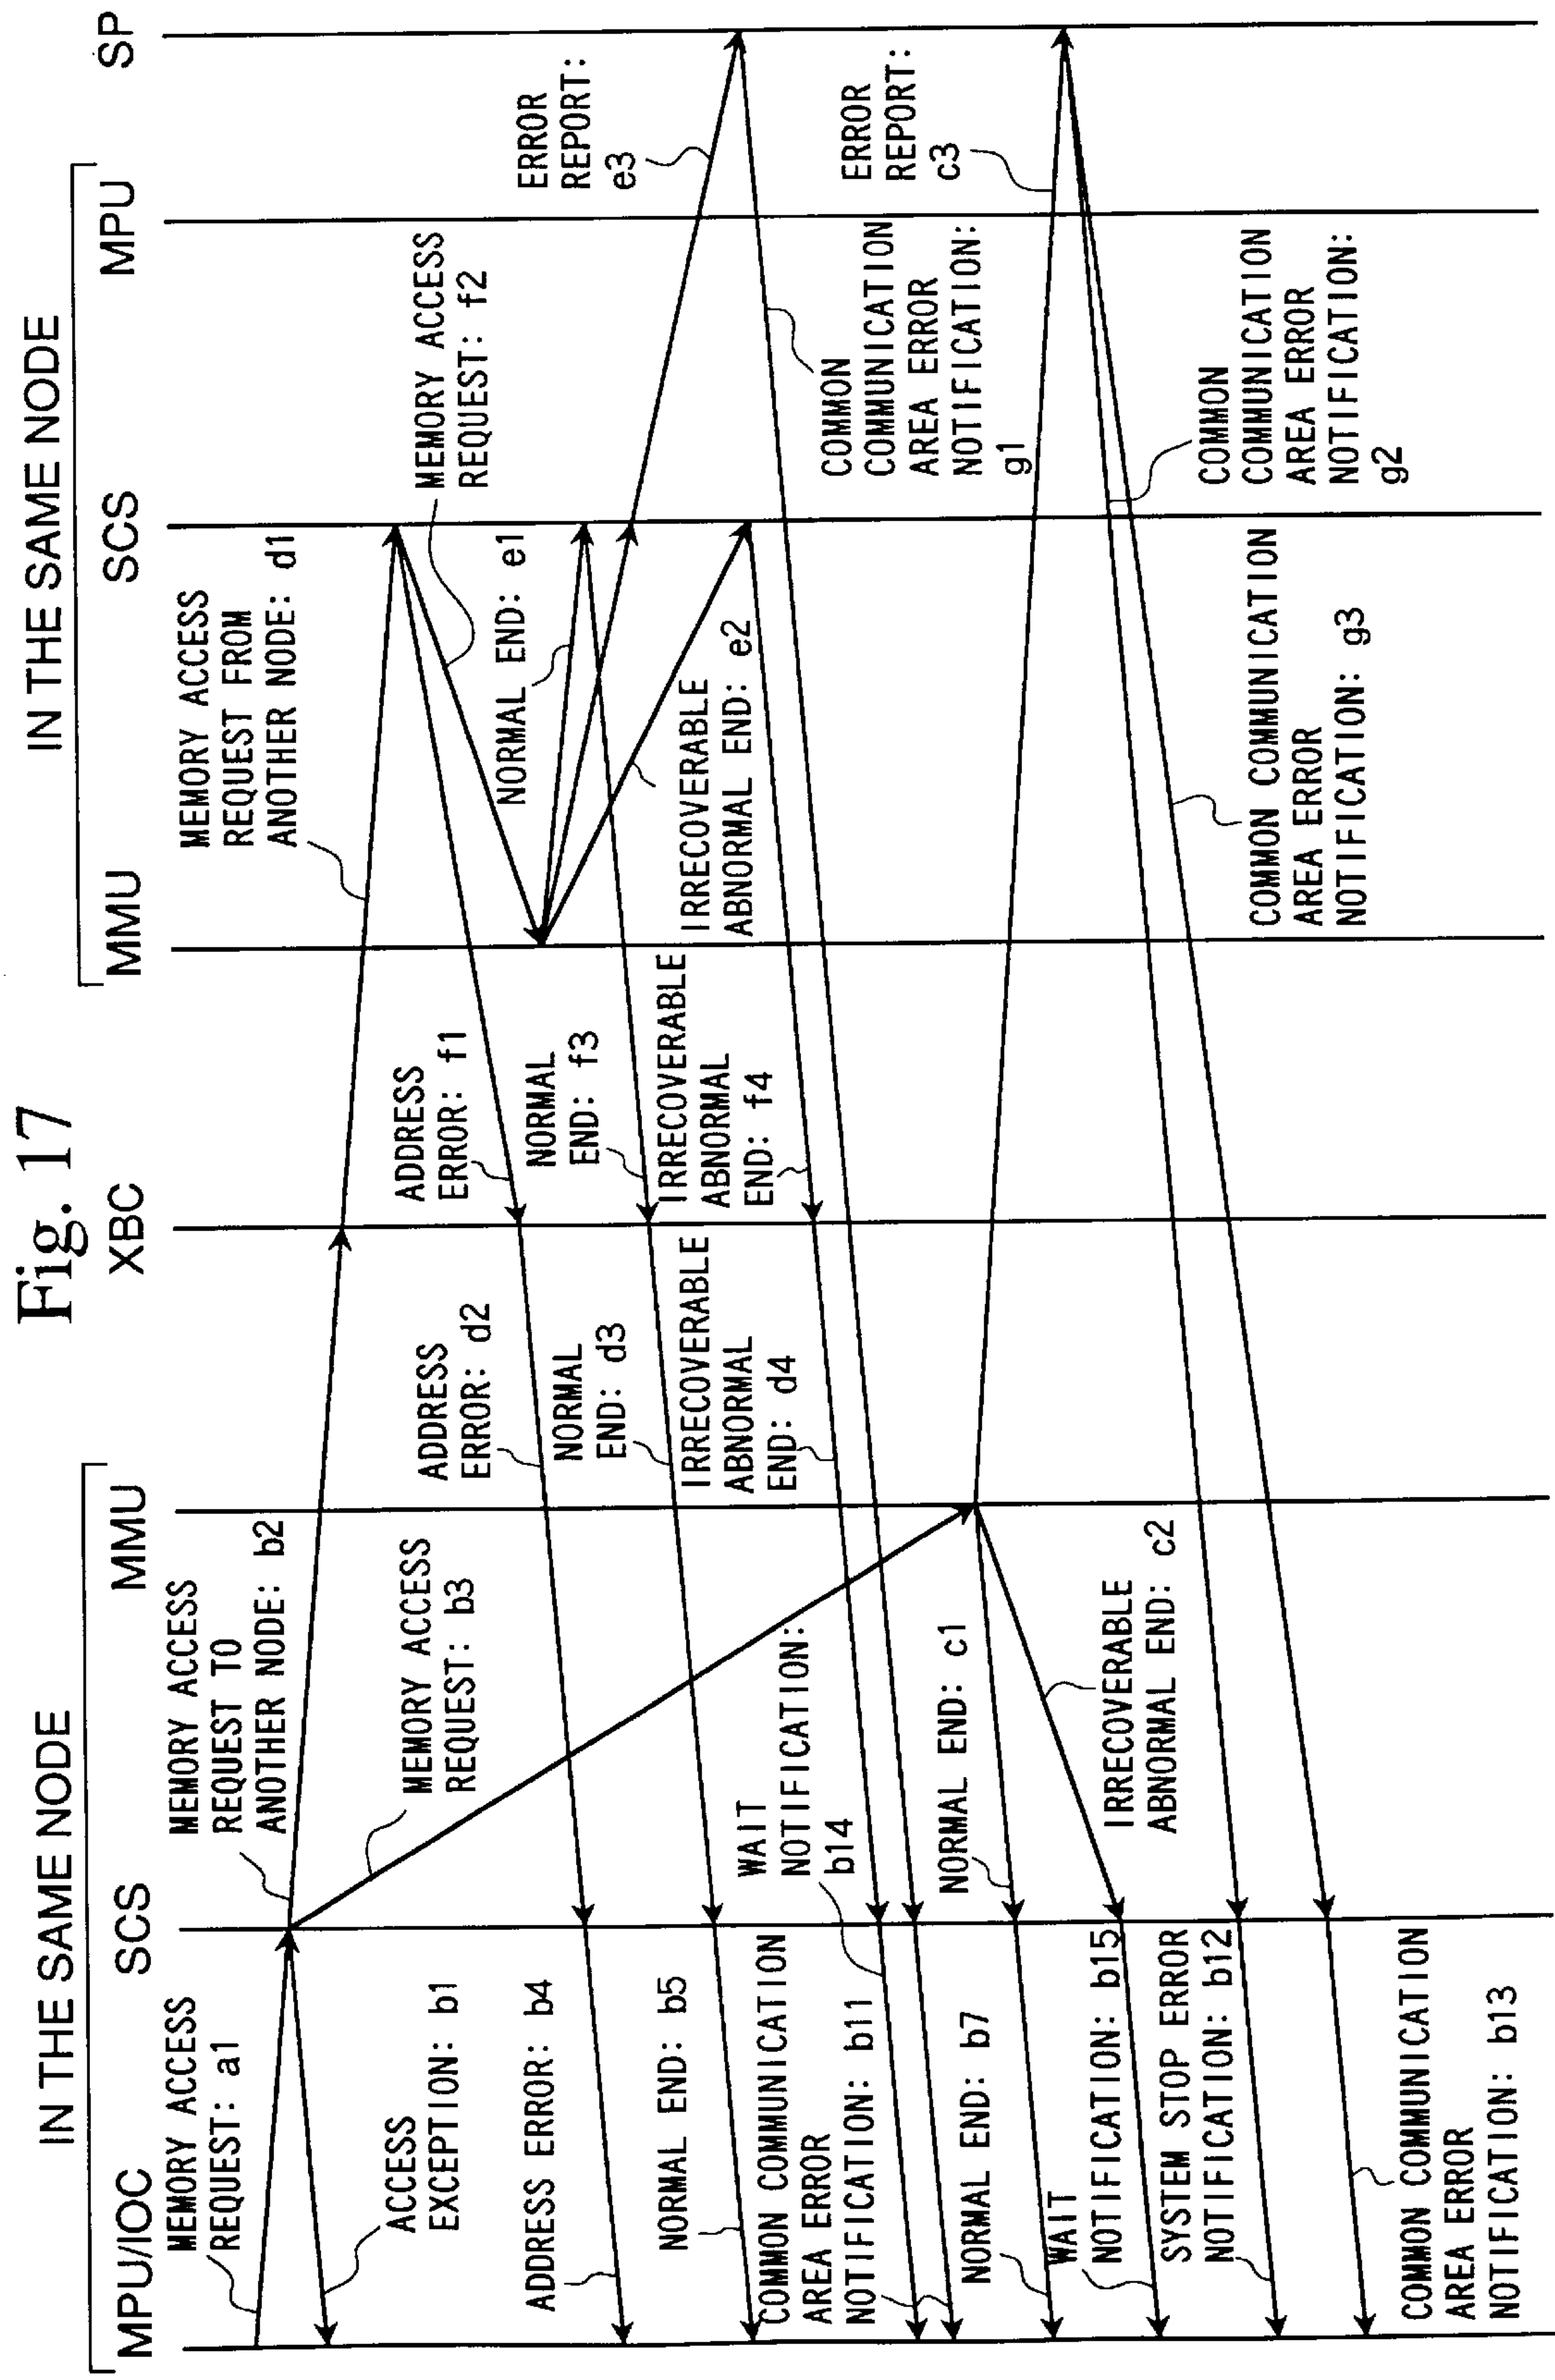 Fig. 17
IN THE SAME NODE
IN THE SAME NODE
MPU/IOC
SCS
MMU
XBC
MMU
SCS
MPU
SP
MEMORY ACCESS
REQUEST: a1
ACCESS
EXCEPTION: b1
ADDRESS ERROR: b4
NORMAL END: b5
COMMON COMMUNICATION
AREA ERROR
NOTIFICATION: b11
NORMAL END: b7
WAIT
NOTIFICATION: b15
SYSTEM STOP ERROR
NOTIFICATION: b12
COMMON COMMUNICATION
AREA ERROR
NOTIFICATION: b13
MEMORY ACCESS
REQUEST TO
ANOTHER NODE: b2
MEMORY ACCESS
REQUEST: b3
WAIT
NOTIFICATION:
b14
NORMAL END: c1
IRRECOVERABLE
ABNORMAL END: c2
ADDRESS
ERROR: d2
NORMAL
END: d3
IRRECOVERABLE
ABNORMAL
END: d4
ADDRESS
ERROR: f1
NORMAL
END: f3
IRRECOVERABLE
ABNORMAL
END: f4
MEMORY ACCESS
REQUEST FROM
ANOTHER NODE: d1
NORMAL END: e1
IRRECOVERABLE
ABNORMAL END: e2
COMMON COMMUNICATION
AREA ERROR
NOTIFICATION: g3
MEMORY ACCESS
REQUEST: f2
COMMON
COMMUNICATION
AREA ERROR
NOTIFICATION:
g1
COMMON
COMMUNICATION
AREA ERROR
NOTIFICATION:
g2
ERROR
REPORT:
e3
ERROR
REPORT:
c3